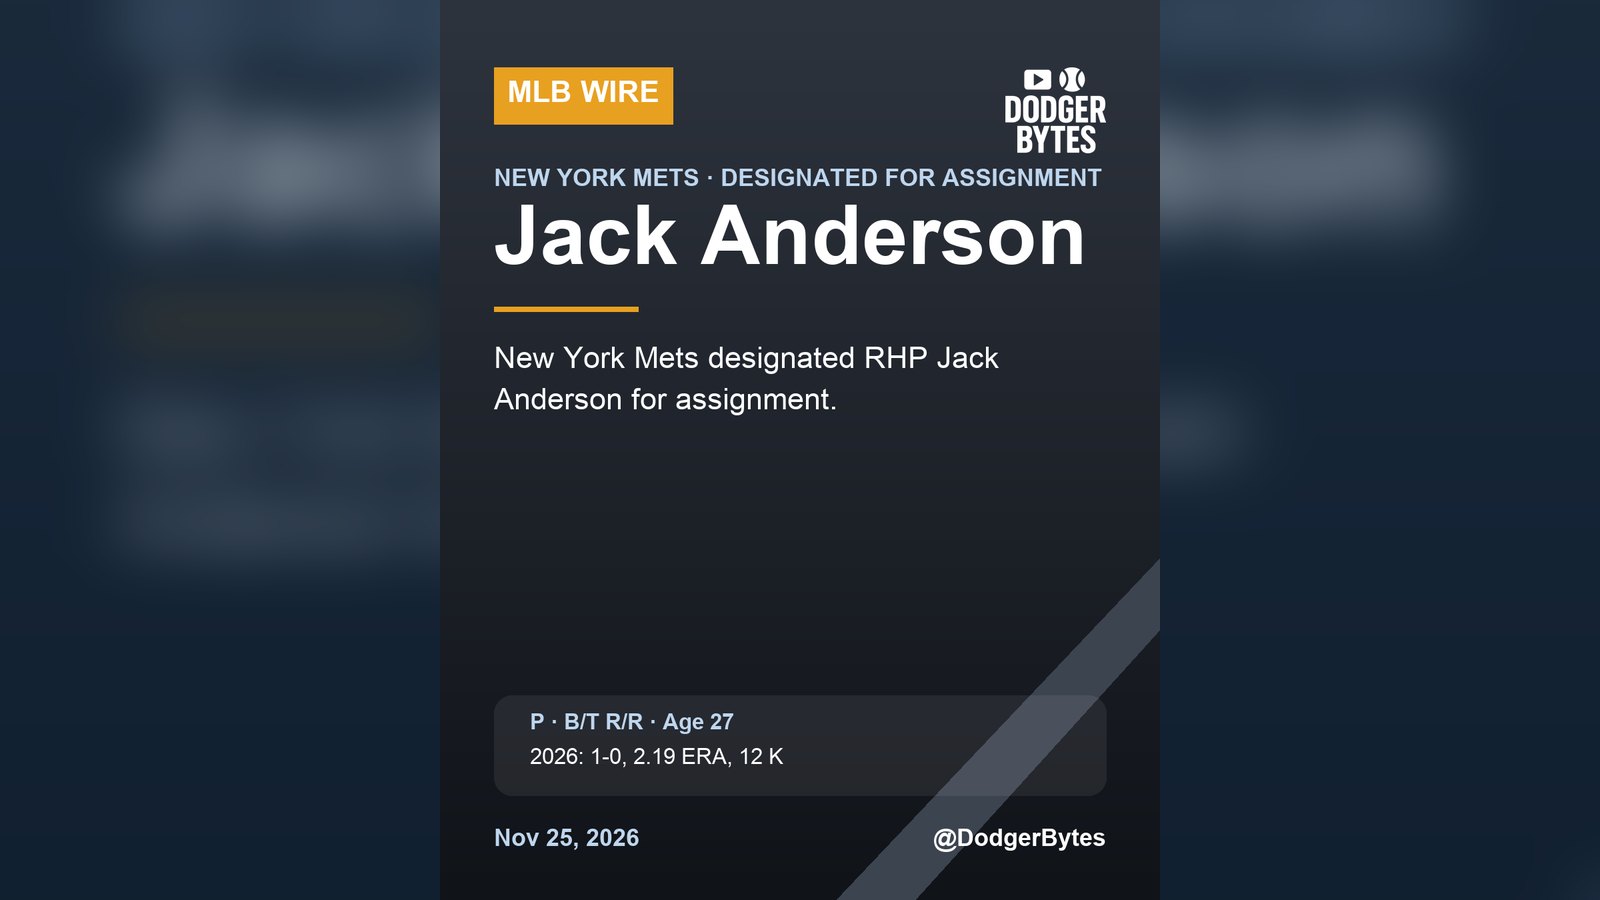 MLB WIRE
DODGER
BYTES
NEW YORK METS · DESIGNATED FOR ASSIGNMENT
Jack Anderson
New York Mets designated RHP Jack
Anderson for assignment.
P · B/T R/R · Age 27
2026: 1-0, 2.19 ERA, 12 K
Nov 25, 2026
@DodgerBytes